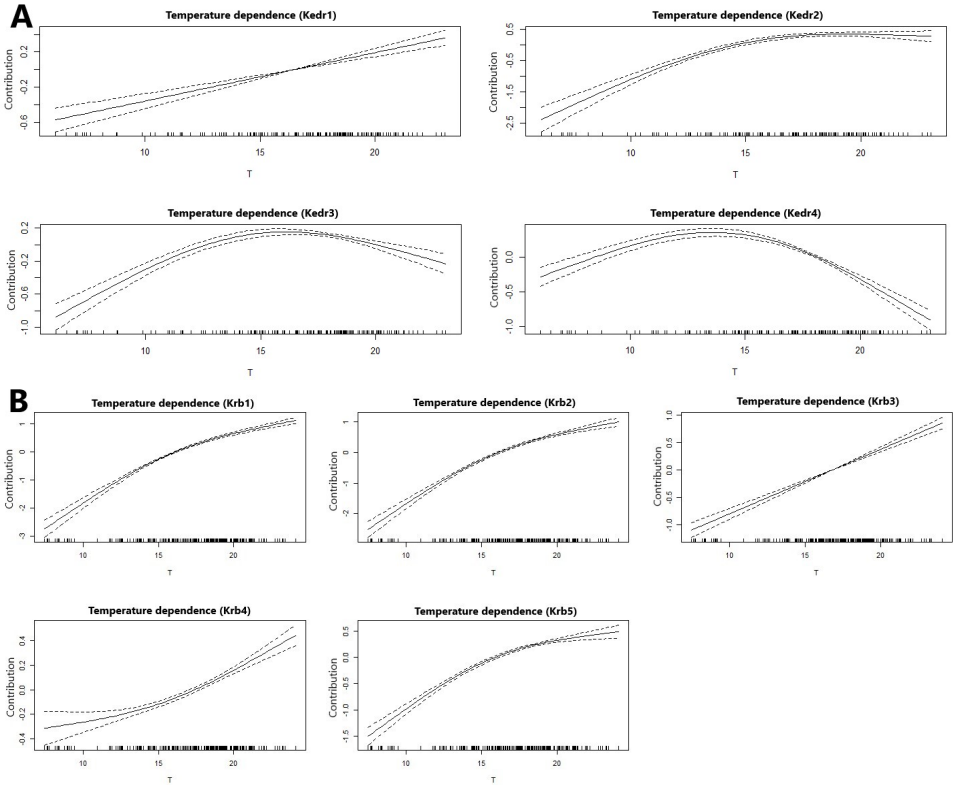 A
Temperature dependence (Kedr1)
Contribution
0.2
-0.2
-0.6
10 15 20
T
Temperature dependence (Kedr2)
Contribution
0.5
-0.5
-1.5
-2.5
10 15 20
T
Temperature dependence (Kedr3)
Contribution
0.2
-0.2
-0.6
-1.0
10 15 20
T
Temperature dependence (Kedr4)
Contribution
0.0
-0.5
-1.0
10 15 20
T
B
Temperature dependence (Krb1)
Contribution
1
0
-1
-2
-3
10 15 20
T
Temperature dependence (Krb2)
Contribution
1
0
-1
-2
10 15 20
T
Temperature dependence (Krb3)
Contribution
1.0
0.5
0.0
-0.5
-1.0
10 15 20
T
Temperature dependence (Krb4)
Contribution
0.4
0.2
0.0
-0.2
-0.4
10 15 20
T
Temperature dependence (Krb5)
Contribution
0.5
0.0
-0.5
-1.0
-1.5
10 15 20
T